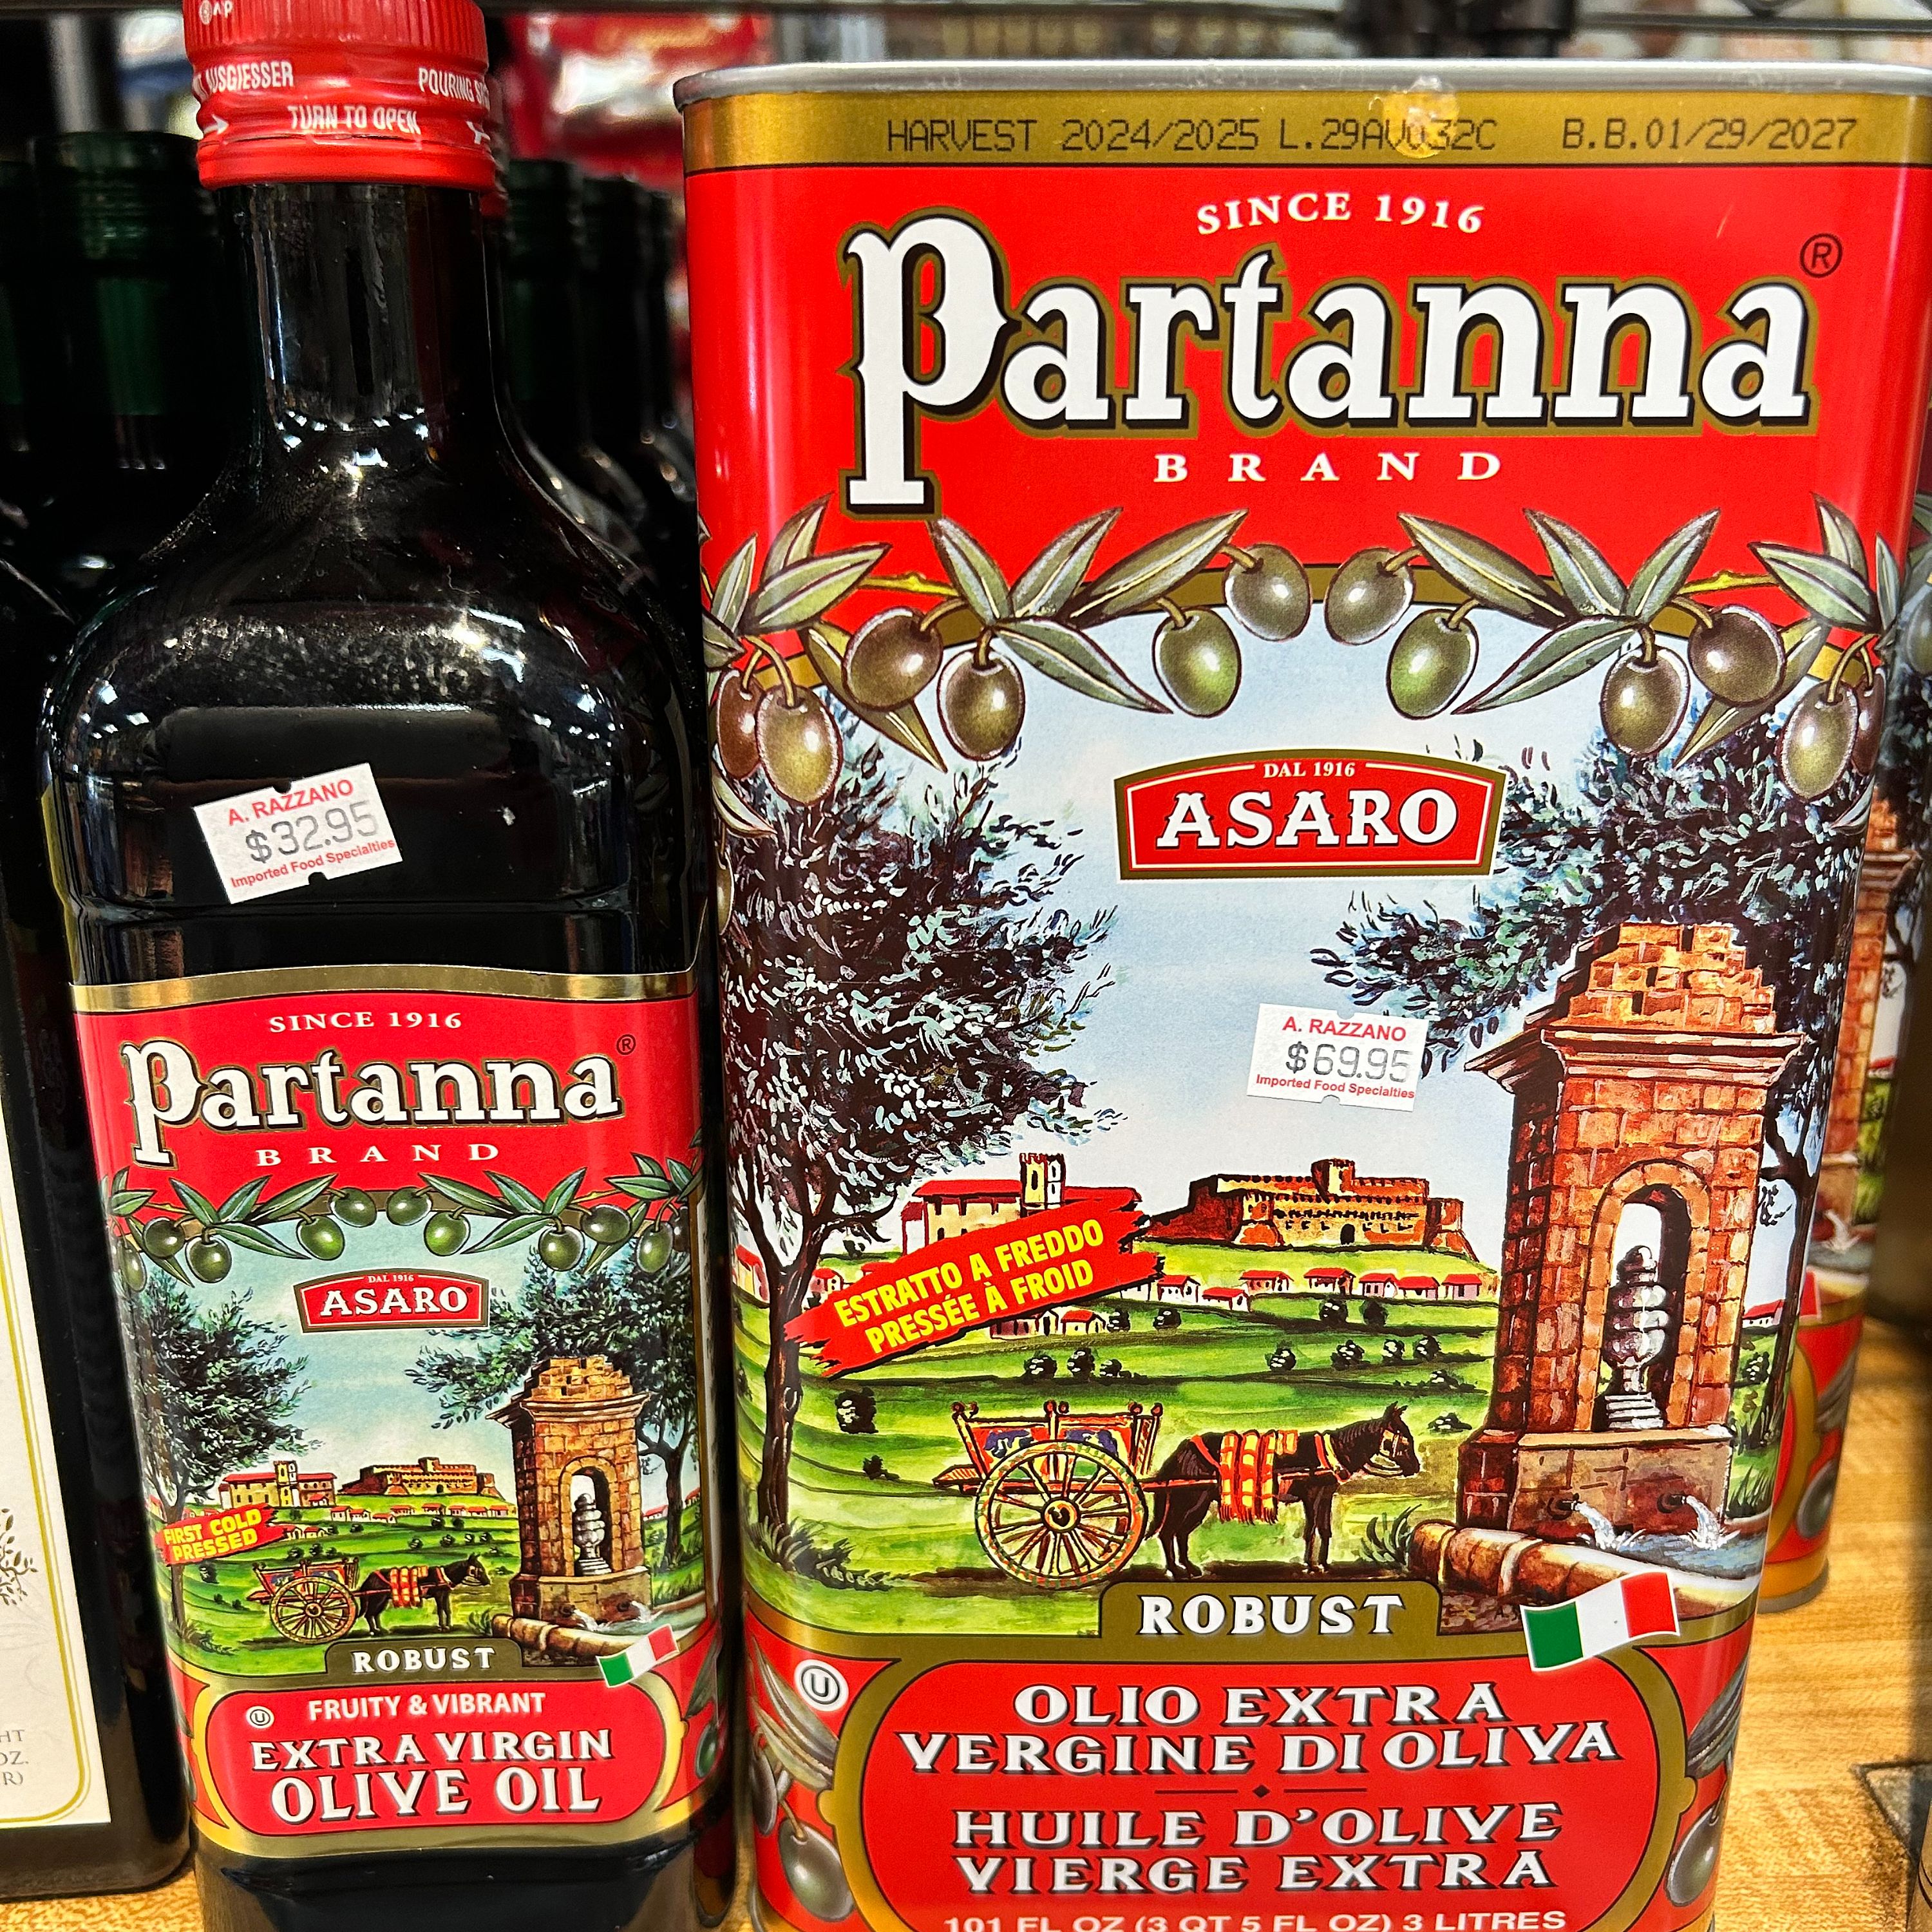 AUSGIESSER
POURING
TURN TO OPEN
A. RAZZANO
$32.95
Imported Food Specialties
SINCE 1916
Partanna®
BRAND
DAL 1916
ASARO
FIRST COLD
PRESSED
ROBUST
U
FRUITY & VIBRANT
EXTRA VIRGIN
OLIVE OIL
HARVEST 2024/2025 L.29AV032C B.B.01/29/2027
SINCE 1916
Partanna®
BRAND
DAL 1916
ASARO
A. RAZZANO
$69.95
Imported Food Specialties
ESTRATTO A FREDDO
PRESSÉE À FROID
ROBUST
U
OLIO EXTRA
VERGINE DI OLIVA
HUILE D'OLIVE
VIERGE EXTRA
101 FL OZ (3 QT 5 FL OZ) 3 LITRES